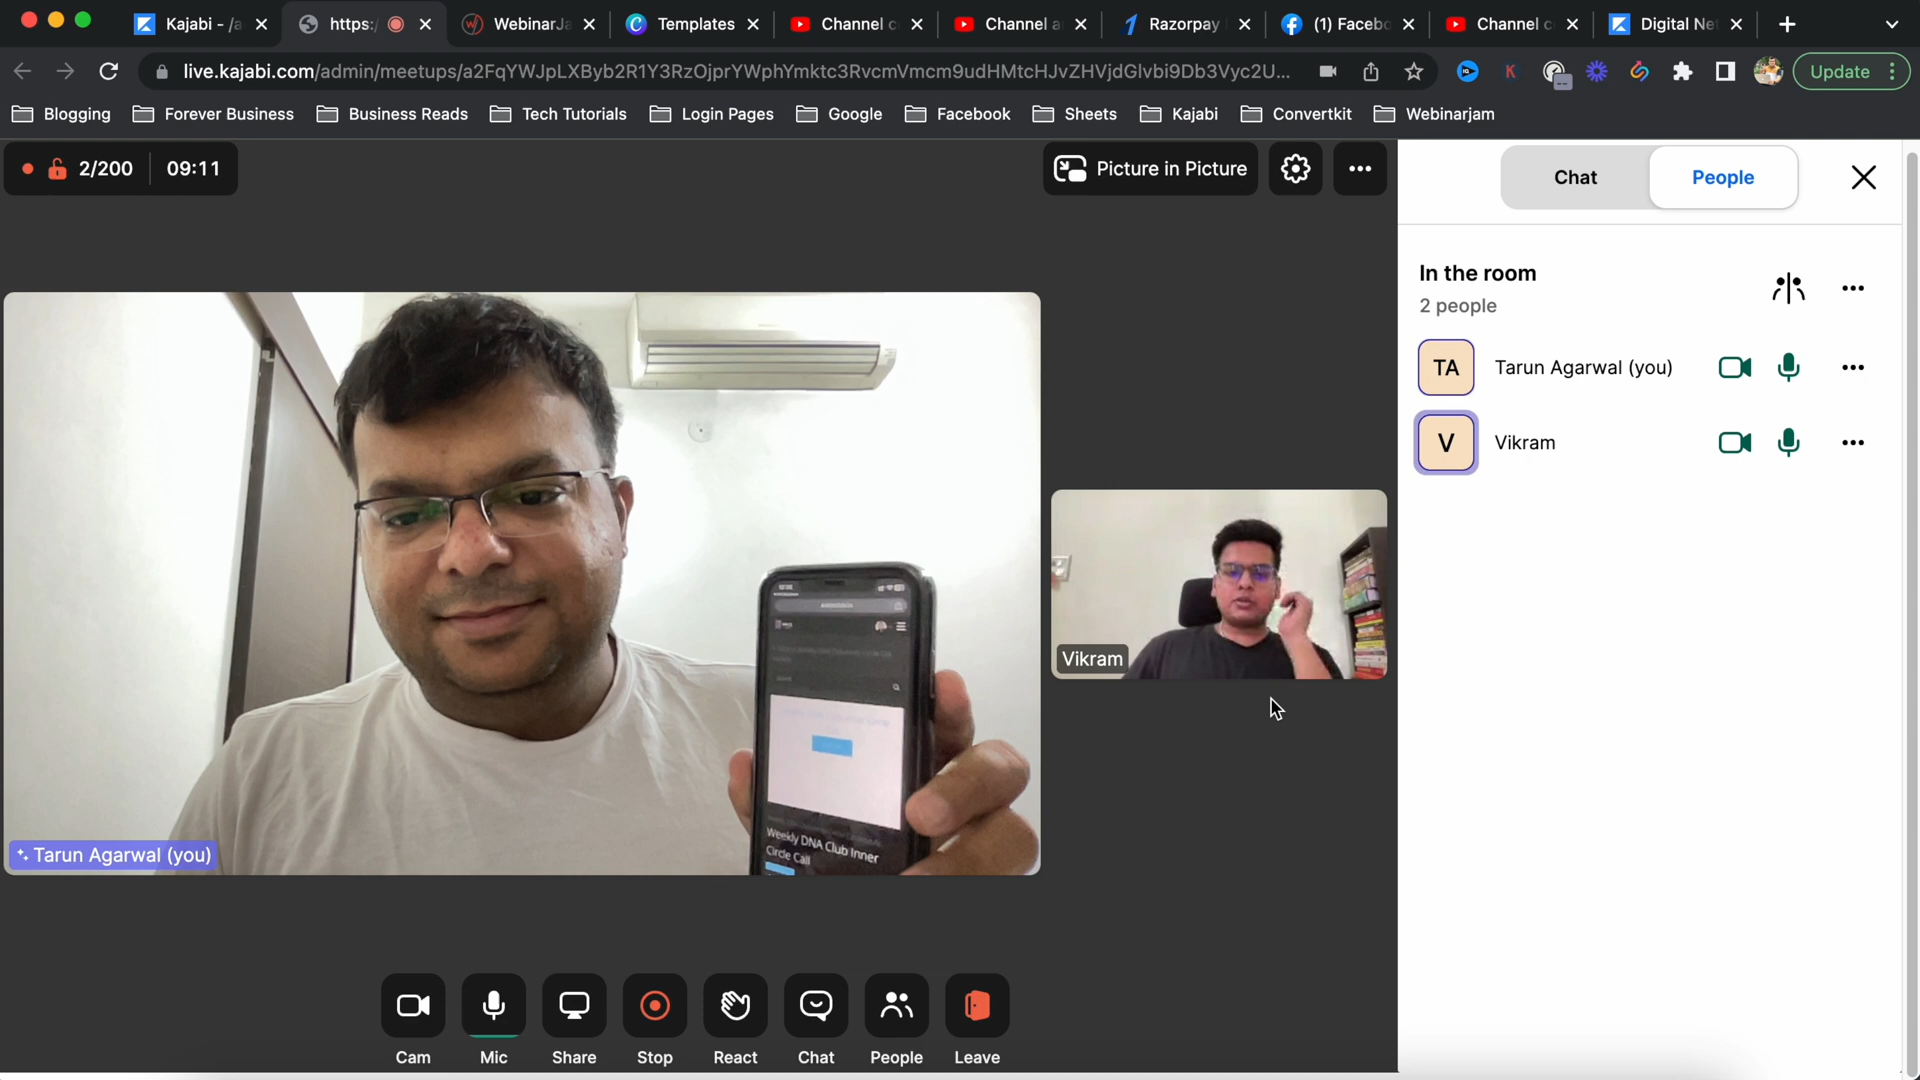 Kajabi - /a
https:/
WebinarJa
Templates
Channel c
Channel a
Razorpay
(1) Facebo
Channel c
Digital Ne
live.kajabi.com/admin/meetups/a2FqYWJpLXByb2R1Y3RzOjprYWphYmktc3RvcmVmcm9udHMtcHJvZHVjdGlvbi9Db3Vyc2U...
Update
Blogging
Forever Business
Business Reads
Tech Tutorials
Login Pages
Google
Facebook
Sheets
Kajabi
Convertkit
Webinarjam
2/200
09:11
Picture in Picture
Chat
People
In the room
2 people
TA
Tarun Agarwal (you)
V
Vikram
Vikram
Weekly DNA Club Inner
Circle Call
Tarun Agarwal (you)
Cam
Mic
Share
Stop
React
Chat
People
Leave